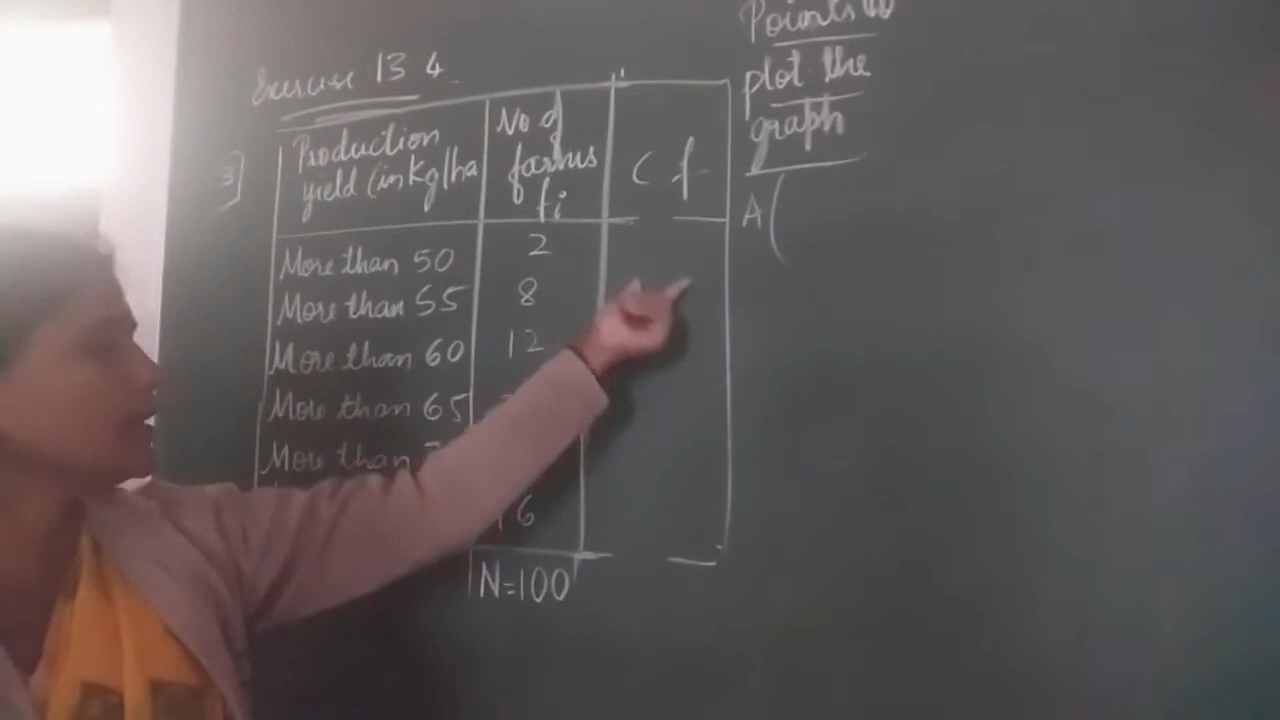 Exercise 13 4
3]
Production
yield (in Kg/ha
No of
farms
fi
C f
Points to
plot the
graph
A(
More than 50 2
More than 55 8
More than 60 12
More than 65
More than
16
N=100